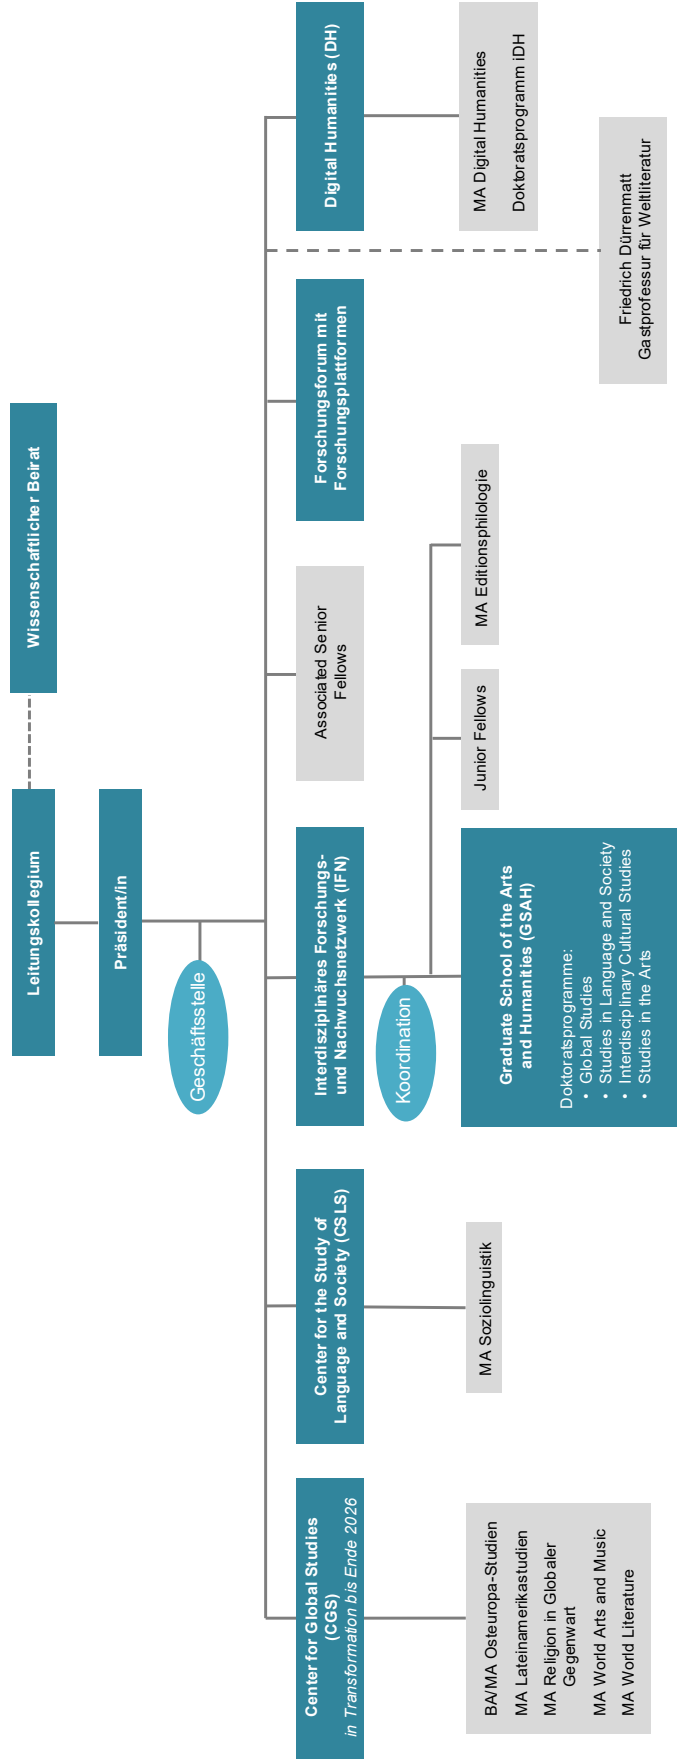 Leitungskollegium
Wissenschaftlicher Beirat
Präsident/in
Geschäftsstelle
Center for Global Studies
(CGS)
in Transformation bis Ende 2026
Center for the Study of
Language and Society (CSLS)
Interdisziplinäres Forschungs-
und Nachwuchsnetzwerk (IFN)
Associated Senior
Fellows
Forschungsforum mit
Forschungsplattformen
Digital Humanities (DH)
Koordination
BA/MA Osteuropa-Studien
MA Lateinamerikastudien
MA Religion in Globaler
Gegenwart
MA World Arts and Music
MA World Literature
MA Soziolinguistik
Graduate School of the Arts
and Humanities (GSAH)
Doktoratsprogramme:
• Global Studies
• Studies in Language and Society
• Interdisciplinary Cultural Studies
• Studies in the Arts
Junior Fellows
MA Editionsphilologie
MA Digital Humanities
Doktoratsprogramm iDH
Friedrich Dürrenmatt
Gastprofessur für Weltliteratur